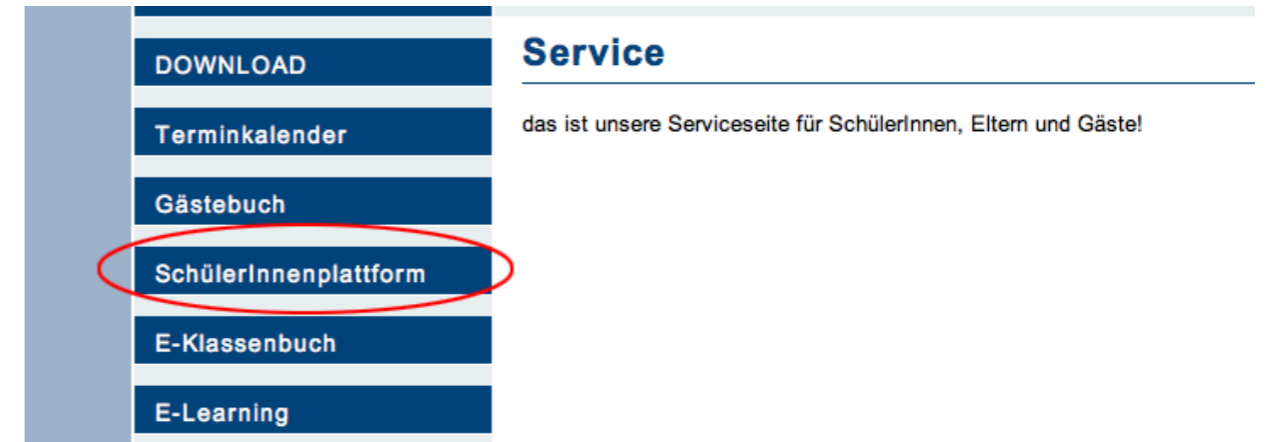 DOWNLOAD
Terminkalender
Gästebuch
SchülerInnenplattform
E-Klassenbuch
E-Learning
Service
das ist unsere Serviceseite für SchülerInnen, Eltern und Gäste!